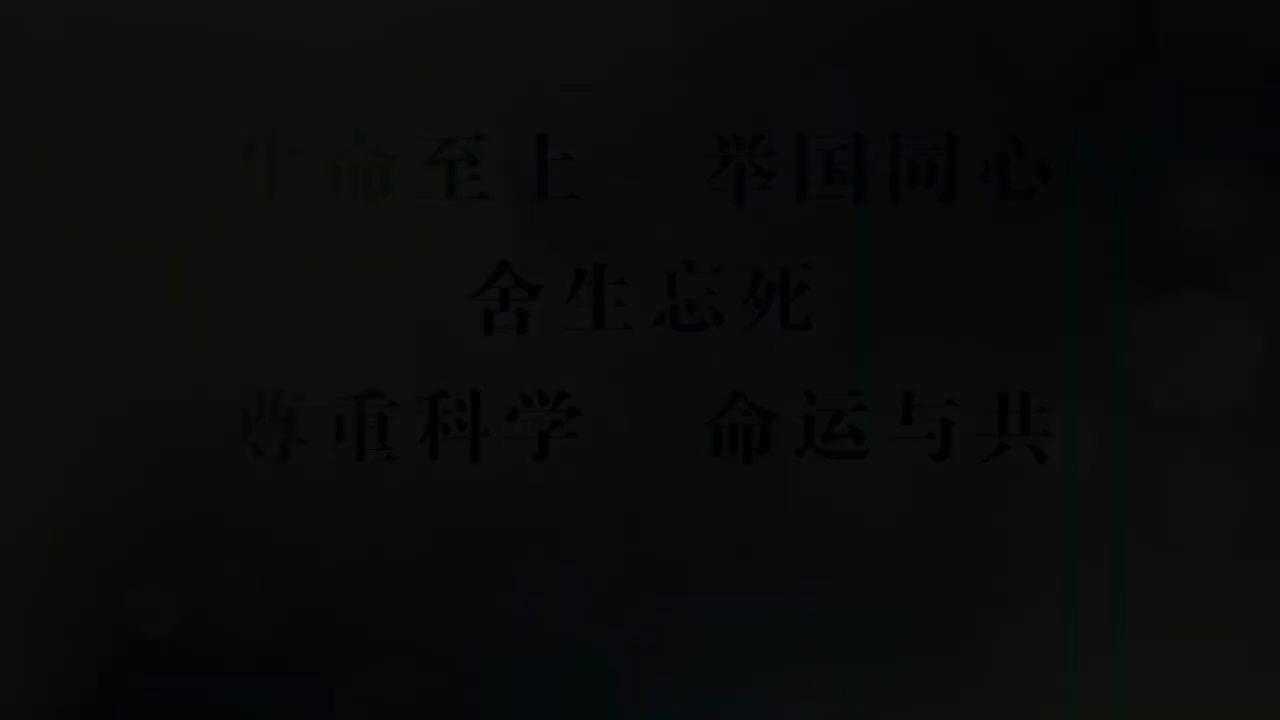 生命至上 举国同心
舍生忘死
尊重科学 命运与共